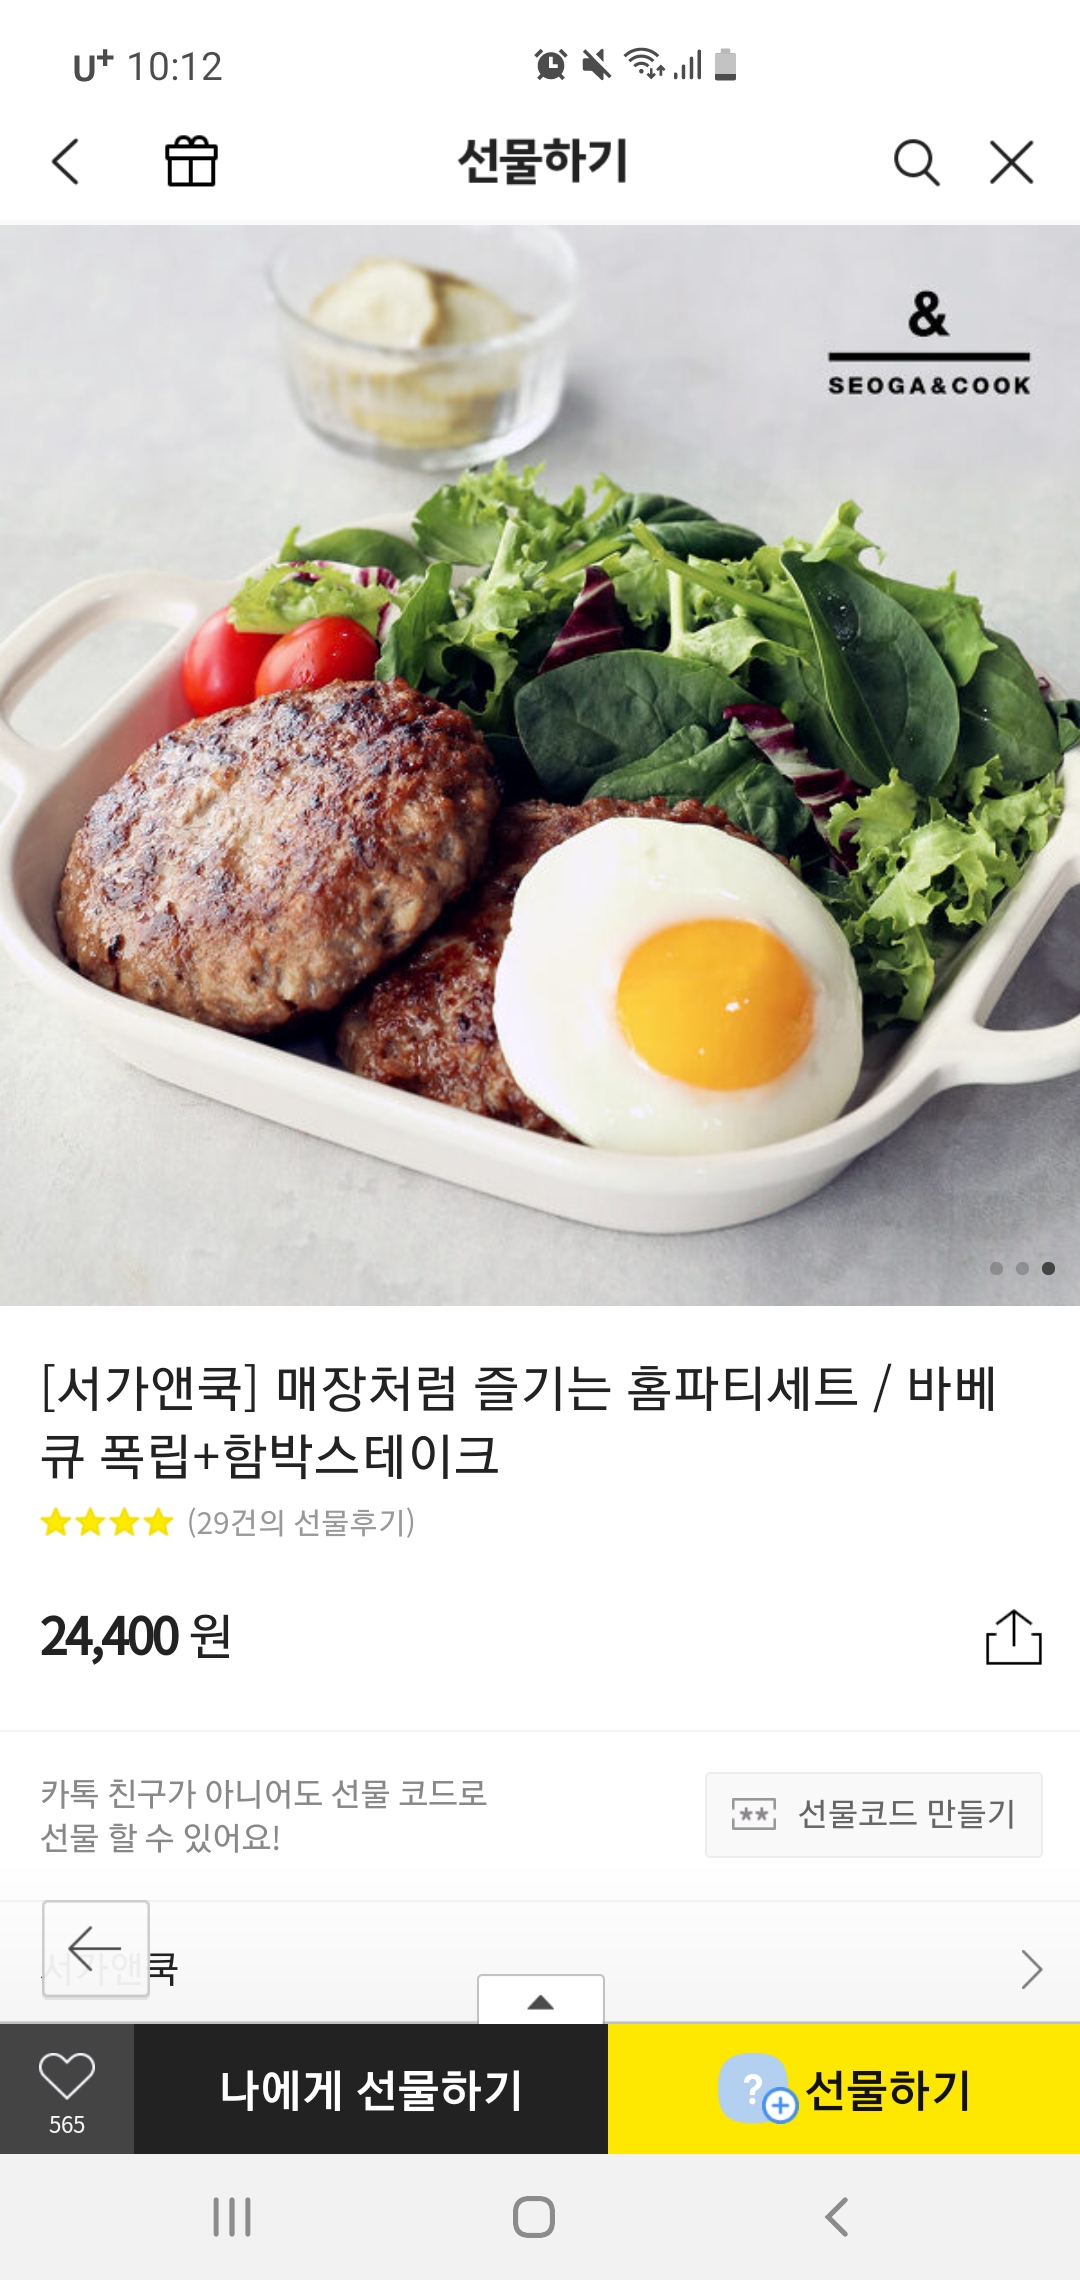 U+ 10:12
선물하기
&
SEOGA&COOK
[서가앤쿡] 매장처럼 즐기는 홈파티세트 / 바베
큐 폭립+함박스테이크
(29건의 선물후기)
24,400 원
카톡 친구가 아니어도 선물 코드로
선물 할 수 있어요!
** 선물코드 만들기
서가앤쿡
565
나에게 선물하기
? 선물하기